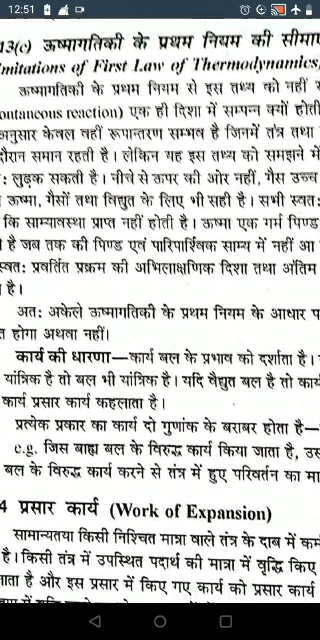 12:51
13(c) ऊष्मागतिकी के प्रथम नियम की सीमाएँ
imitations of First Law of Thermodynamics,
ऊष्मागतिकी के प्रथम नियम से इस तथ्य को नहीं
ontaneous reaction) एक ही दिशा में सम्पन्न क्यों होती
अनुसार केवल वही रूपान्तरण सम्भव है जिनमें तंत्र तथा
दौरान समान रहती है। लेकिन यह इस तथ्य को समझने में
लुढ़क सकती है। नीचे से ऊपर की ओर नहीं, गैस उच्च
ऊष्मा, गैसों तथा विद्युत के लिए भी सही है। सभी स्वत:
कि साम्यावस्था प्राप्त नहीं होती है। ऊष्मा एक गर्म पिण्ड
है जब तक की पिण्ड एवं पारिपार्श्विक साम्य में नहीं आ
स्वत: प्रवर्तित प्रक्रम की अभिलाक्षणिक दिशा तथा अंतिम
है।
अत: अकेले ऊष्मागतिकी के प्रथम नियम के आधार प
होगा अथवा नहीं।
कार्य की धारणा—कार्य बल के प्रभाव को दर्शाता है।
यांत्रिक है तो बल भी यांत्रिक है। यदि वैद्युत बल है तो कार्य
कार्य प्रसार कार्य कहलाता है।
प्रत्येक प्रकार का कार्य दो गुणांक के बराबर होता है—
e.g. जिस बाह्य बल के विरुद्ध कार्य किया जाता है, उस
बल के विरुद्ध कार्य करने से तंत्र में हुए परिवर्तन का मा
4 प्रसार कार्य (Work of Expansion)
सामान्यतया किसी निश्चित मात्रा वाले तंत्र के दाब में कम
है। किसी तंत्र में उपस्थित पदार्थ की मात्रा में वृद्धि किए
जाता है और इस प्रसार में किए गए कार्य को प्रसार कार्य